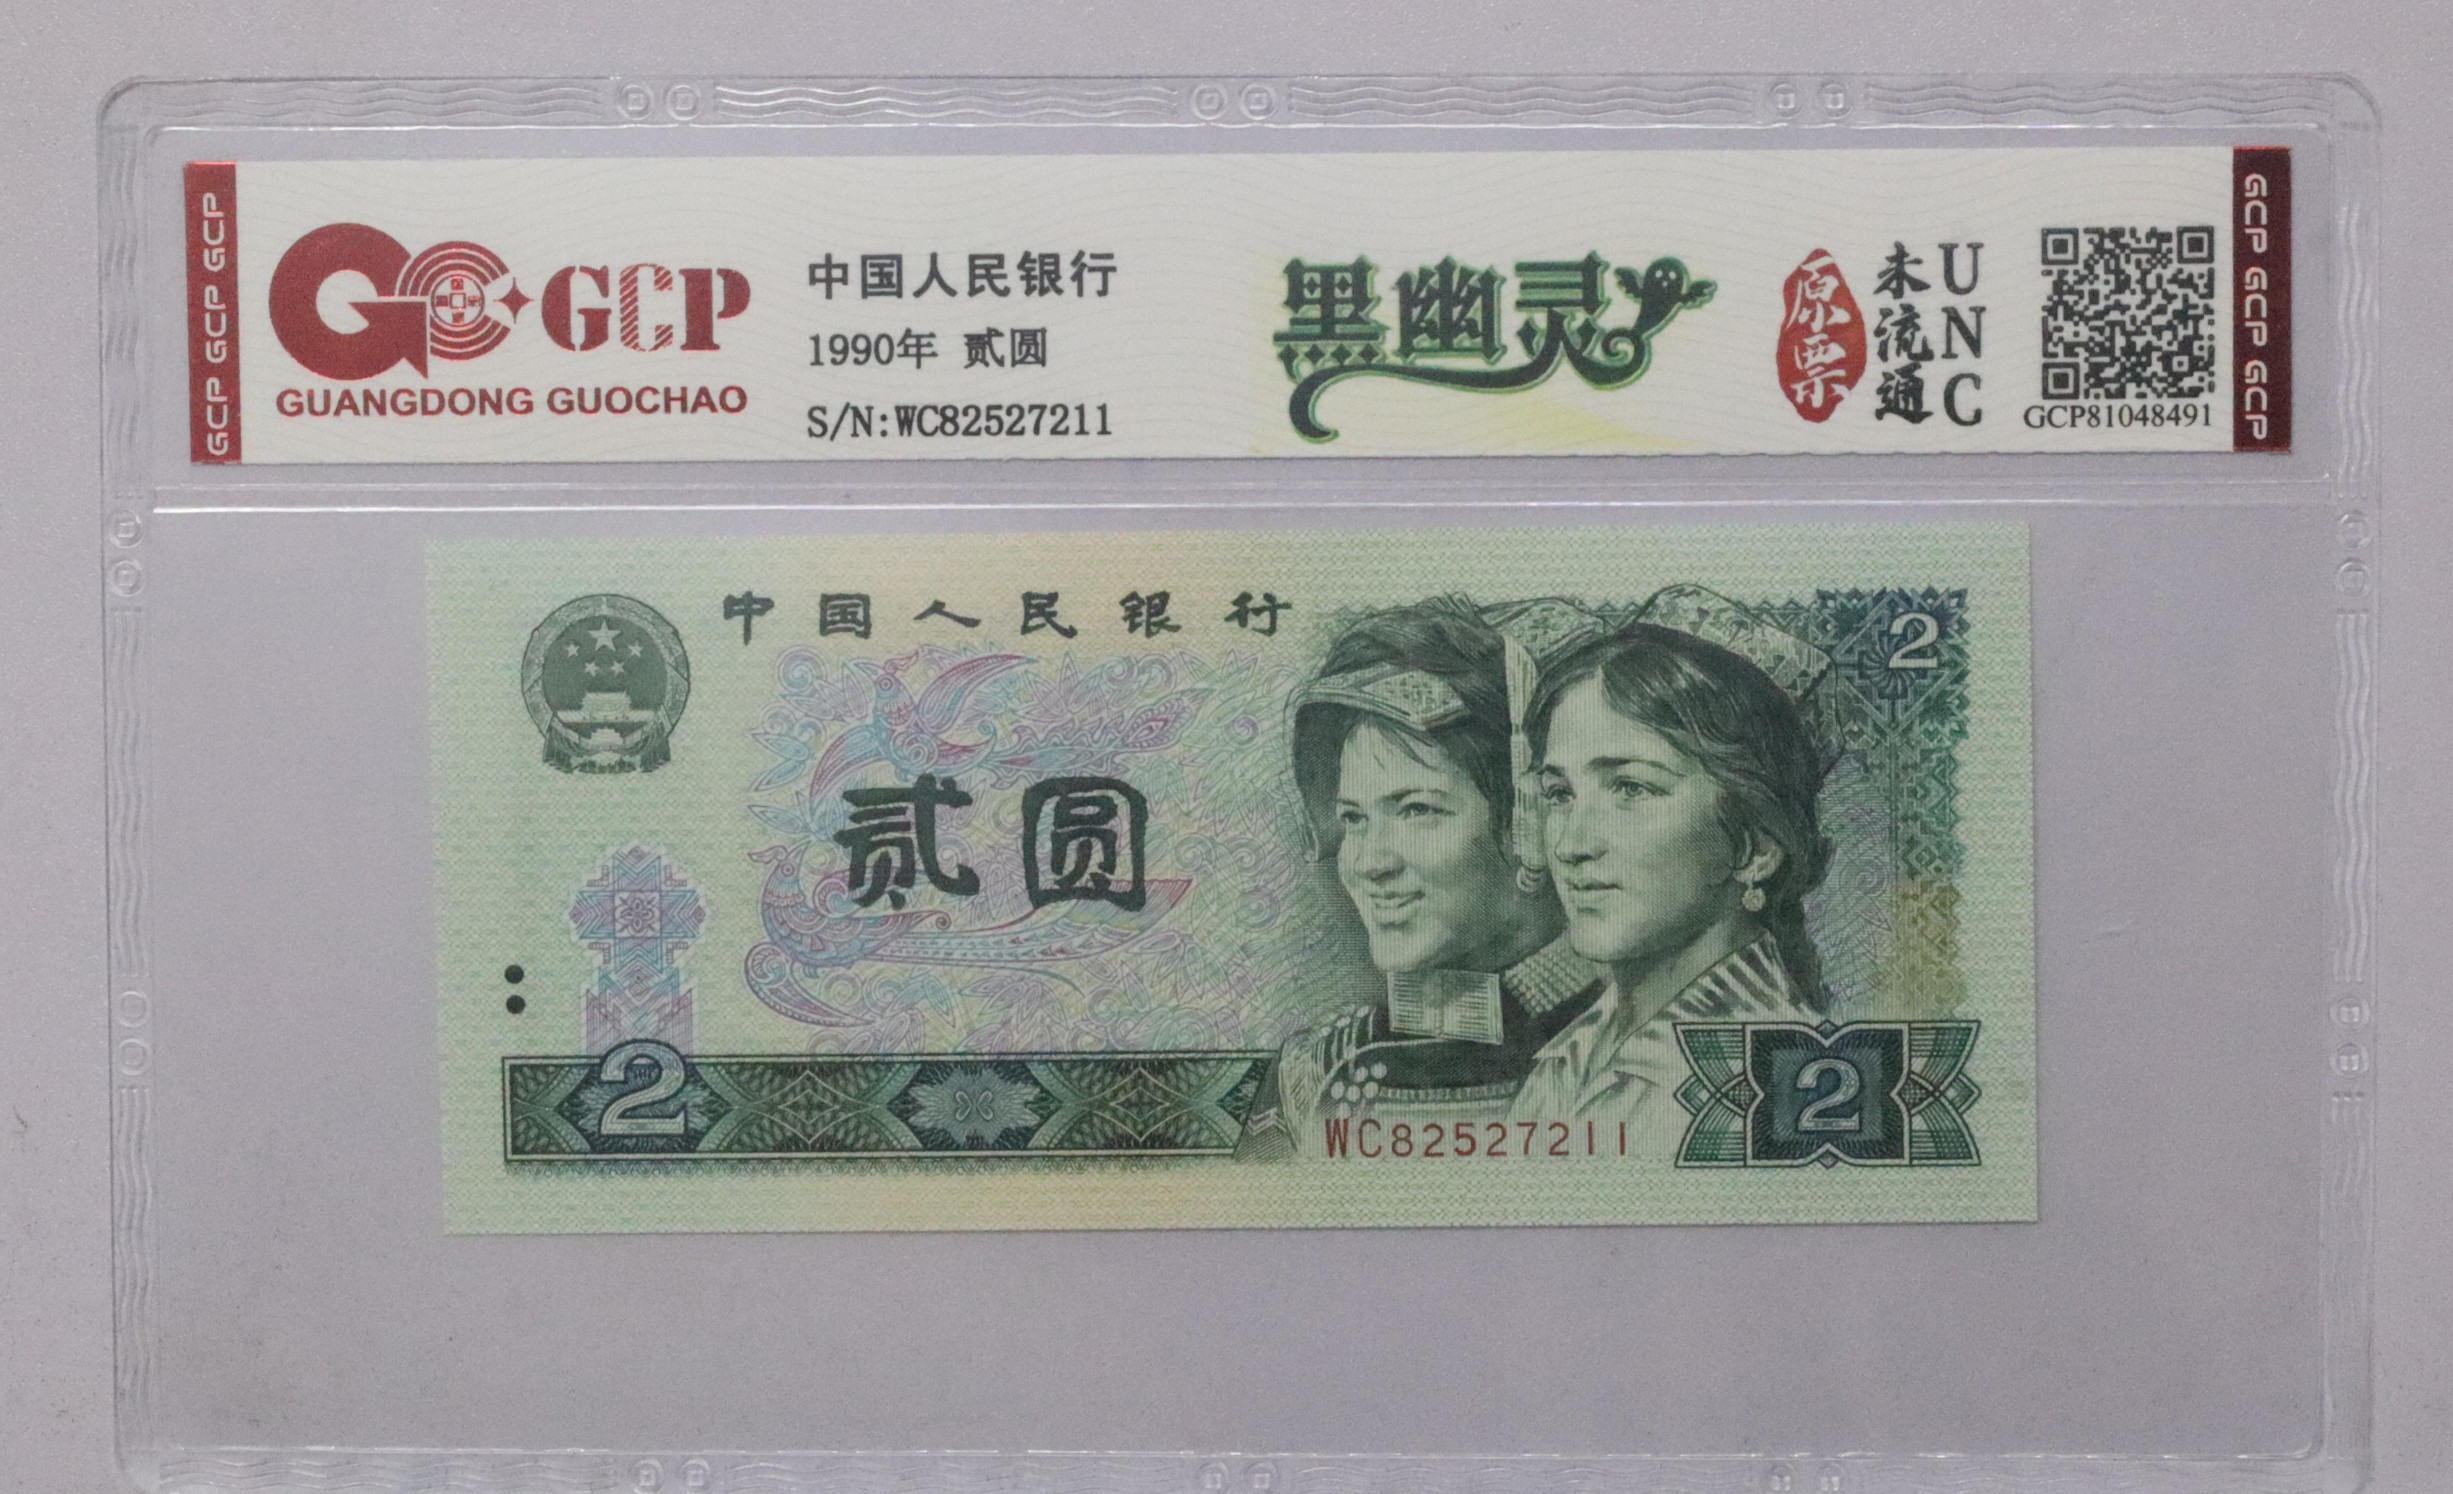 GCP GCP GCP
GCP
GUANGDONG GUOCHAO
中国人民银行
1990年 贰圆
S/N:WC82527211
黑幽灵
原票
未流通
UNC
GCP81048491
GCP GCP GCP
中国人民银行
2
贰圆
2
WC82527211
2